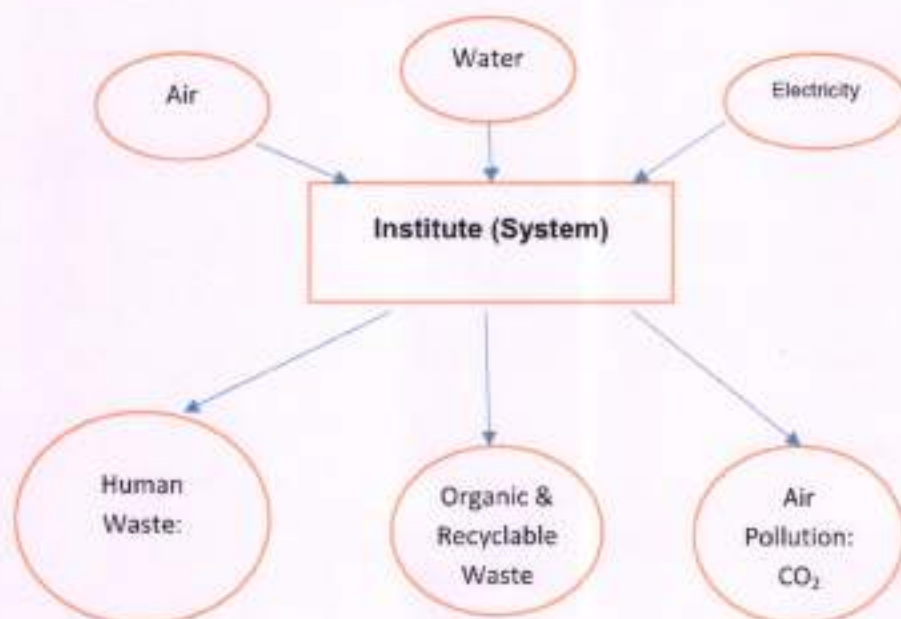 Air
Water
Electricity
Institute (System)
Human
Waste:
Organic &
Recyclable
Waste
Air
Pollution:
CO₂